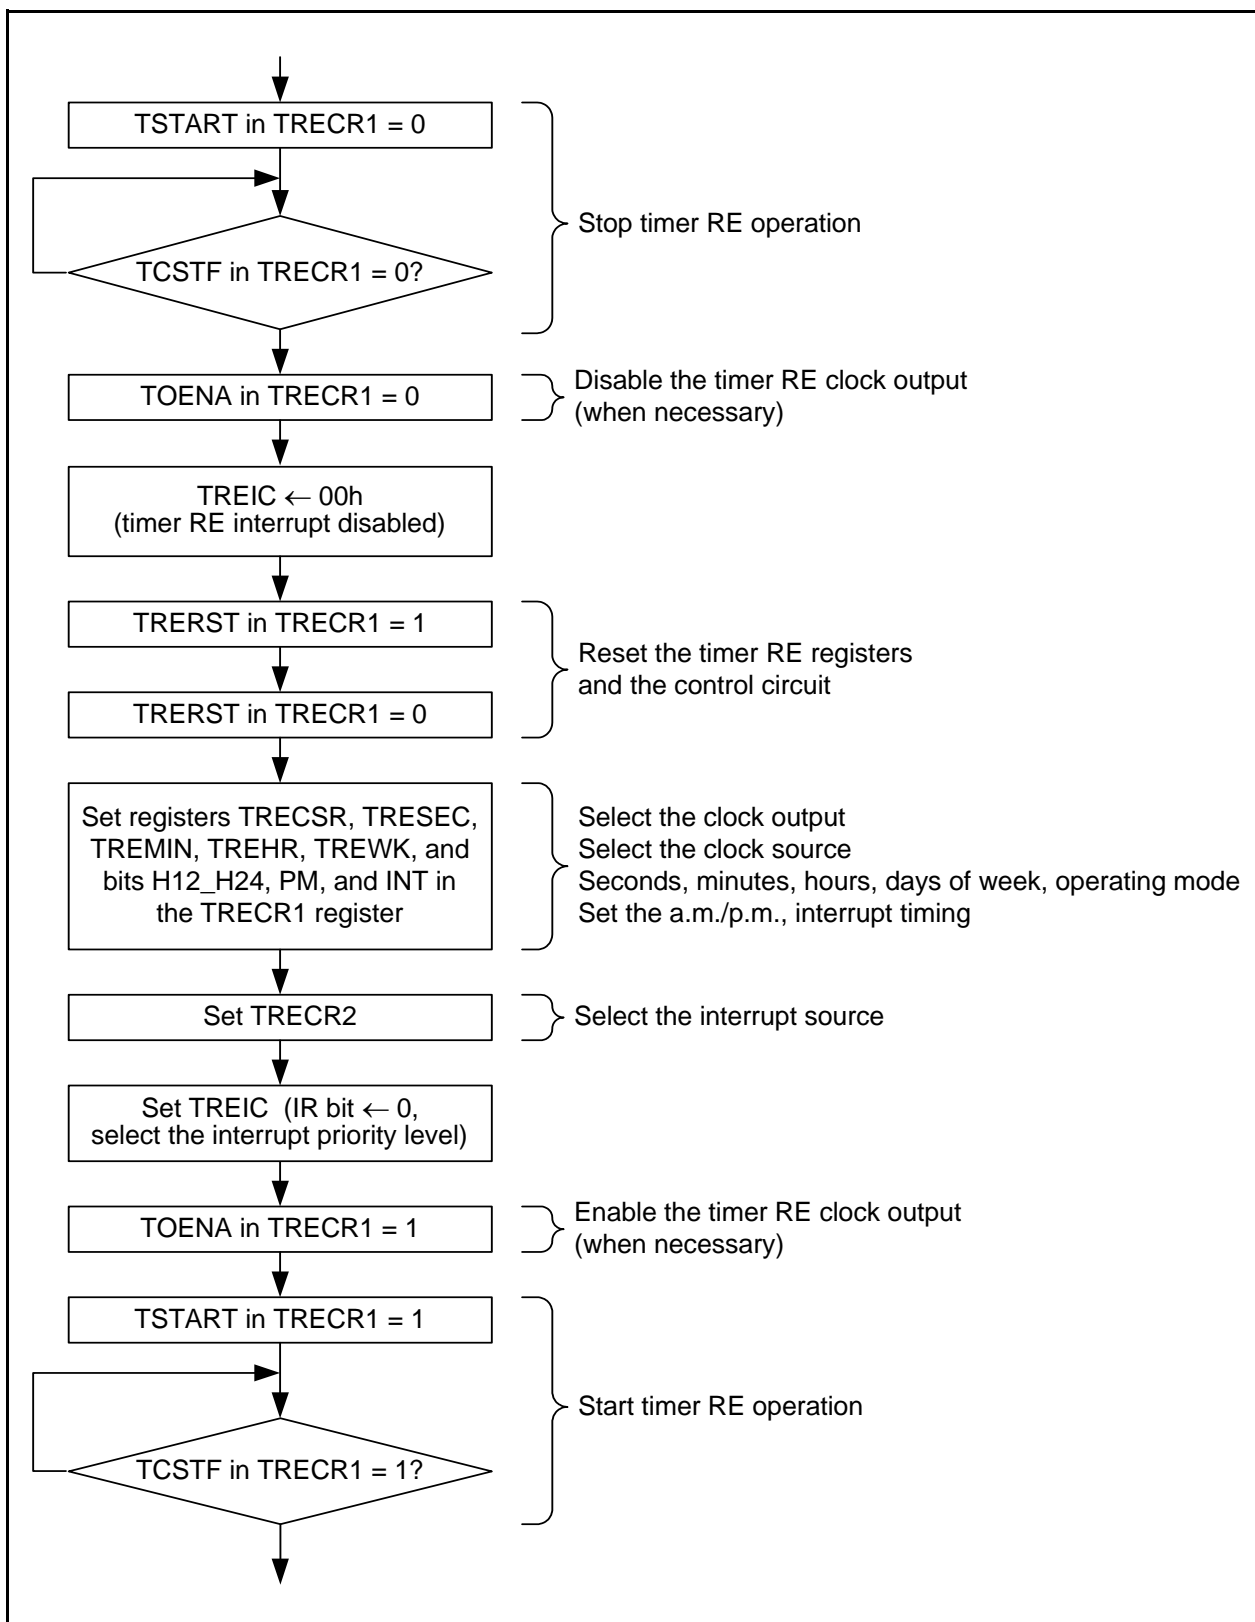 TSTART in TRECR1 = 0
TCSTF in TRECR1 = 0?
Stop timer RE operation
TOENA in TRECR1 = 0
Disable the timer RE clock output
(when necessary)
TREIC ← 00h
(timer RE interrupt disabled)
TRERST in TRECR1 = 1
TRERST in TRECR1 = 0
Reset the timer RE registers
and the control circuit
Set registers TRECSR, TRESEC,
TREMIN, TREHR, TREWK, and
bits H12_H24, PM, and INT in
the TRECR1 register
Select the clock output
Select the clock source
Seconds, minutes, hours, days of week, operating mode
Set the a.m./p.m., interrupt timing
Set TRECR2
Select the interrupt source
Set TREIC (IR bit ← 0,
select the interrupt priority level)
TOENA in TRECR1 = 1
Enable the timer RE clock output
(when necessary)
TSTART in TRECR1 = 1
TCSTF in TRECR1 = 1?
Start timer RE operation